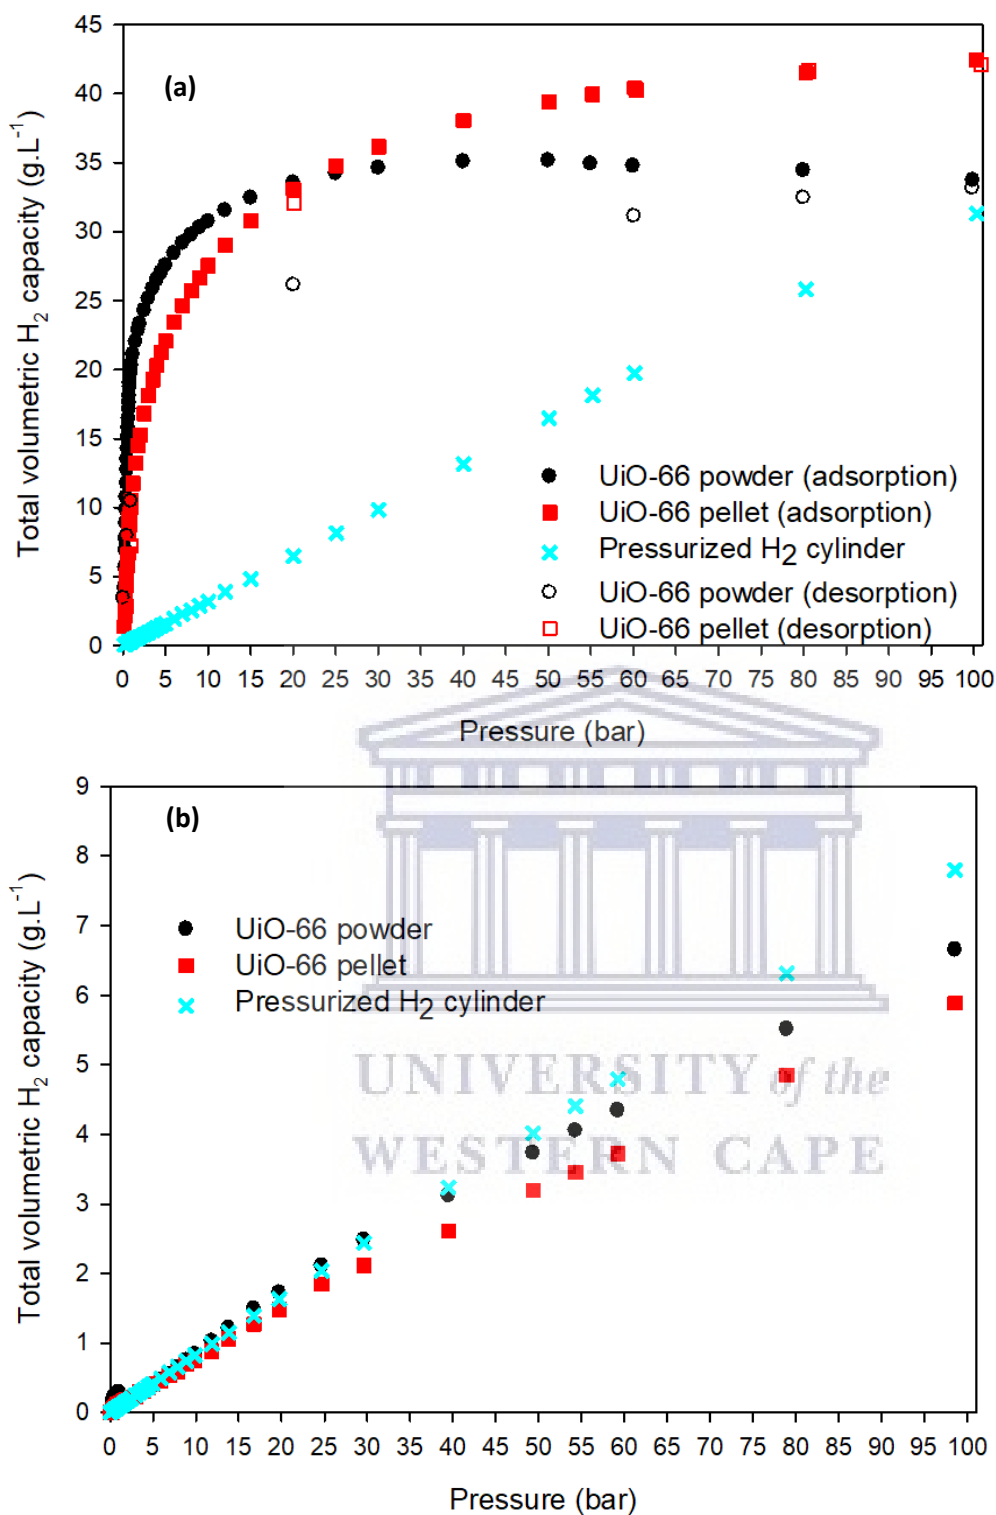 (a)
Total volumetric H2 capacity (g.L-1)
45
40
35
30
25
20
15
10
5
0
UiO-66 powder (adsorption)
UiO-66 pellet (adsorption)
Pressurized H2 cylinder
UiO-66 powder (desorption)
UiO-66 pellet (desorption)
0 5 10 15 20 25 30 35 40 45 50 55 60 65 70 75 80 85 90 95 100
Pressure (bar)
(b)
Total volumetric H2 capacity (g.L-1)
9
8
7
6
5
4
3
2
1
0
UiO-66 powder
UiO-66 pellet
Pressurized H2 cylinder
UNIVERSITY of the
WESTERN CAPE
0 5 10 15 20 25 30 35 40 45 50 55 60 65 70 75 80 85 90 95 100
Pressure (bar)